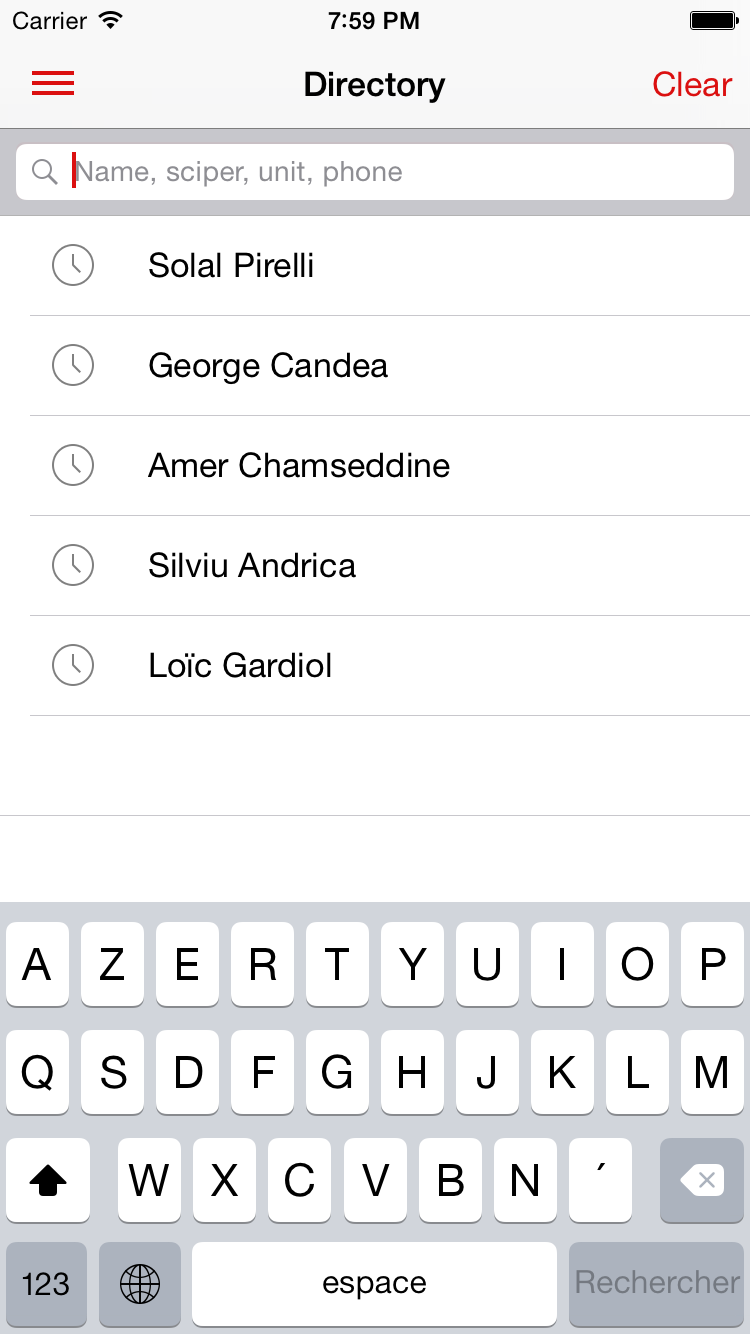 Carrier 7:59 PM
Directory Clear
Name, sciper, unit, phone
Solal Pirelli
George Candea
Amer Chamseddine
Silviu Andrica
Loïc Gardiol
A Z E R T Y U I O P
Q S D F G H J K L M
W X C V B N ´
123 espace Rechercher